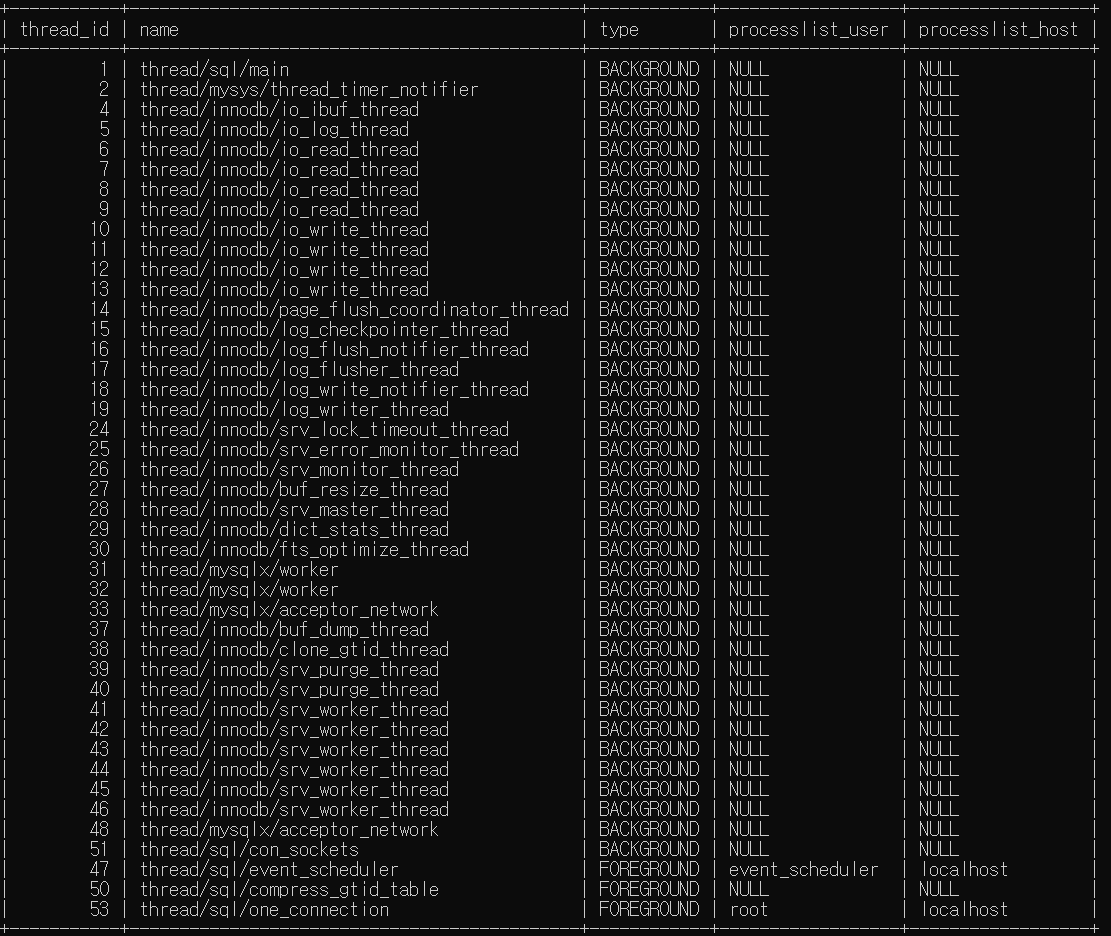 thread_id | name | type | processlist_user | processlist_host |
1 | thread/sql/main | BACKGROUND | NULL | NULL |
2 | thread/mysys/thread_timer_notifier | BACKGROUND | NULL | NULL |
4 | thread/innodb/io_ibuf_thread | BACKGROUND | NULL | NULL |
5 | thread/innodb/io_log_thread | BACKGROUND | NULL | NULL |
6 | thread/innodb/io_read_thread | BACKGROUND | NULL | NULL |
7 | thread/innodb/io_read_thread | BACKGROUND | NULL | NULL |
8 | thread/innodb/io_read_thread | BACKGROUND | NULL | NULL |
9 | thread/innodb/io_read_thread | BACKGROUND | NULL | NULL |
10 | thread/innodb/io_write_thread | BACKGROUND | NULL | NULL |
11 | thread/innodb/io_write_thread | BACKGROUND | NULL | NULL |
12 | thread/innodb/io_write_thread | BACKGROUND | NULL | NULL |
13 | thread/innodb/io_write_thread | BACKGROUND | NULL | NULL |
14 | thread/innodb/page_flush_coordinator_thread | BACKGROUND | NULL | NULL |
15 | thread/innodb/log_checkpointer_thread | BACKGROUND | NULL | NULL |
16 | thread/innodb/log_flush_notifier_thread | BACKGROUND | NULL | NULL |
17 | thread/innodb/log_flusher_thread | BACKGROUND | NULL | NULL |
18 | thread/innodb/log_write_notifier_thread | BACKGROUND | NULL | NULL |
19 | thread/innodb/log_writer_thread | BACKGROUND | NULL | NULL |
24 | thread/innodb/srv_lock_timeout_thread | BACKGROUND | NULL | NULL |
25 | thread/innodb/srv_error_monitor_thread | BACKGROUND | NULL | NULL |
26 | thread/innodb/srv_monitor_thread | BACKGROUND | NULL | NULL |
27 | thread/innodb/buf_resize_thread | BACKGROUND | NULL | NULL |
28 | thread/innodb/srv_master_thread | BACKGROUND | NULL | NULL |
29 | thread/innodb/dict_stats_thread | BACKGROUND | NULL | NULL |
30 | thread/innodb/fts_optimize_thread | BACKGROUND | NULL | NULL |
31 | thread/mysqlx/worker | BACKGROUND | NULL | NULL |
32 | thread/mysqlx/worker | BACKGROUND | NULL | NULL |
33 | thread/mysqlx/acceptor_network | BACKGROUND | NULL | NULL |
37 | thread/innodb/buf_dump_thread | BACKGROUND | NULL | NULL |
38 | thread/innodb/clone_gtid_thread | BACKGROUND | NULL | NULL |
39 | thread/innodb/srv_purge_thread | BACKGROUND | NULL | NULL |
40 | thread/innodb/srv_purge_thread | BACKGROUND | NULL | NULL |
41 | thread/innodb/srv_worker_thread | BACKGROUND | NULL | NULL |
42 | thread/innodb/srv_worker_thread | BACKGROUND | NULL | NULL |
43 | thread/innodb/srv_worker_thread | BACKGROUND | NULL | NULL |
44 | thread/innodb/srv_worker_thread | BACKGROUND | NULL | NULL |
45 | thread/innodb/srv_worker_thread | BACKGROUND | NULL | NULL |
46 | thread/innodb/srv_worker_thread | BACKGROUND | NULL | NULL |
48 | thread/mysqlx/acceptor_network | BACKGROUND | NULL | NULL |
51 | thread/sql/con_sockets | BACKGROUND | NULL | NULL |
47 | thread/sql/event_scheduler | FOREGROUND | event_scheduler | localhost |
50 | thread/sql/compress_gtid_table | FOREGROUND | NULL | NULL |
53 | thread/sql/one_connection | FOREGROUND | root | localhost |